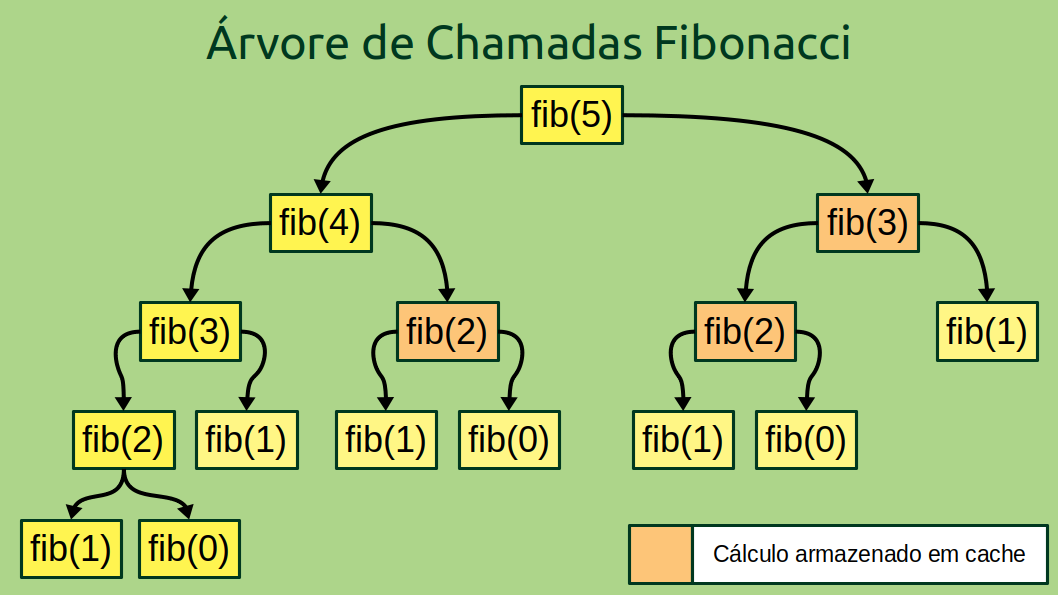 Árvore de Chamadas Fibonacci
fib(5)
fib(4)
fib(3)
fib(3)
fib(2)
fib(2)
fib(1)
fib(2)
fib(1)
fib(1)
fib(0)
fib(1)
fib(0)
fib(1)
fib(0)
Cálculo armazenado em cache